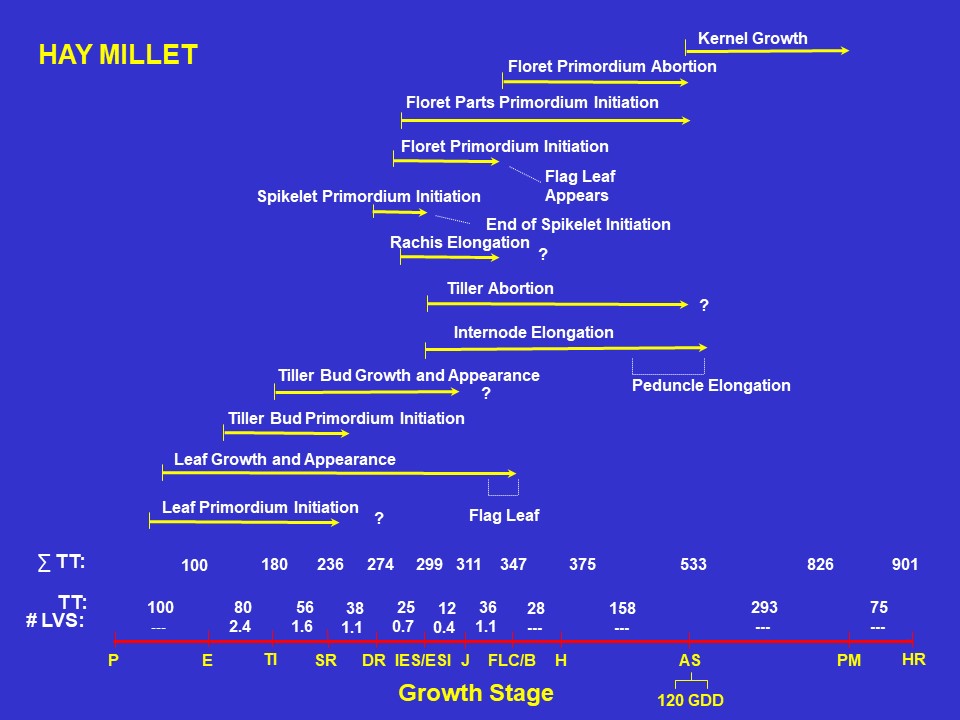 HAY MILLET
Kernel Growth
Floret Primordium Abortion
Floret Parts Primordium Initiation
Floret Primordium Initiation
Flag Leaf
Appears
Spikelet Primordium Initiation
End of Spikelet Initiation
Rachis Elongation
?
Tiller Abortion
?
Internode Elongation
Peduncle Elongation
Tiller Bud Growth and Appearance
?
Tiller Bud Primordium Initiation
Leaf Growth and Appearance
Flag Leaf
Leaf Primordium Initiation
?
∑ TT: 100 180 236 274 299 311 347 375 533 826 901
TT: 100 80 56 38 25 12 36 28 158 293 75
# LVS: --- 2.4 1.6 1.1 0.7 0.4 1.1 --- --- --- ---
P E TI SR DR IES/ESI J FLC/B H AS PM HR
Growth Stage
120 GDD